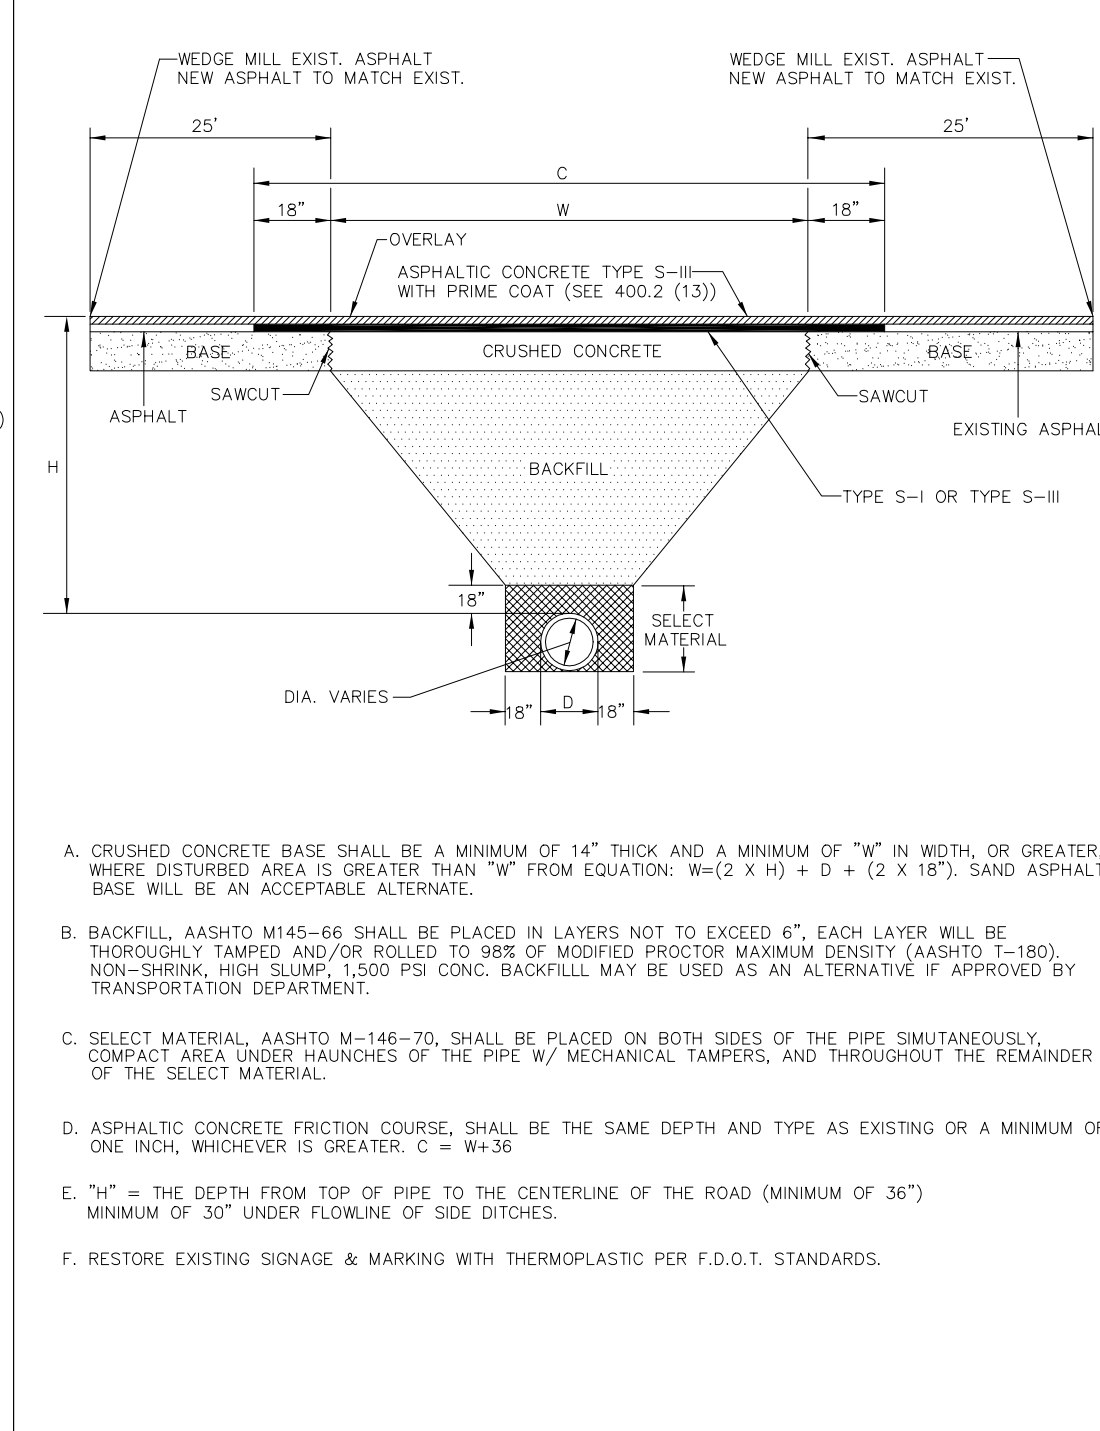 WEDGE MILL EXIST. ASPHALT
NEW ASPHALT TO MATCH EXIST.
WEDGE MILL EXIST. ASPHALT
NEW ASPHALT TO MATCH EXIST.
25'
25'
C
18"
W
18"
OVERLAY
ASPHALTIC CONCRETE TYPE S-III
WITH PRIME COAT (SEE 400.2 (13))
BASE
CRUSHED CONCRETE
BASE
SAWCUT
SAWCUT
ASPHALT
)
EXISTING ASPHAL
H
BACKFILL
TYPE S-I OR TYPE S-III
18"
SELECT
MATERIAL
DIA. VARIES
18"
D
18"
A. CRUSHED CONCRETE BASE SHALL BE A MINIMUM OF 14" THICK AND A MINIMUM OF "W" IN WIDTH, OR GREATER,
WHERE DISTURBED AREA IS GREATER THAN "W" FROM EQUATION: W=(2 X H) + D + (2 X 18"). SAND ASPHALT
BASE WILL BE AN ACCEPTABLE ALTERNATE.
B. BACKFILL, AASHTO M145-66 SHALL BE PLACED IN LAYERS NOT TO EXCEED 6", EACH LAYER WILL BE
THOROUGHLY TAMPED AND/OR ROLLED TO 98% OF MODIFIED PROCTOR MAXIMUM DENSITY (AASHTO T-180).
NON-SHRINK, HIGH SLUMP, 1,500 PSI CONC. BACKFILLL MAY BE USED AS AN ALTERNATIVE IF APPROVED BY
TRANSPORTATION DEPARTMENT.
C. SELECT MATERIAL, AASHTO M-146-70, SHALL BE PLACED ON BOTH SIDES OF THE PIPE SIMUTANEOUSLY,
COMPACT AREA UNDER HAUNCHES OF THE PIPE W/ MECHANICAL TAMPERS, AND THROUGHOUT THE REMAINDER
OF THE SELECT MATERIAL.
D. ASPHALTIC CONCRETE FRICTION COURSE, SHALL BE THE SAME DEPTH AND TYPE AS EXISTING OR A MINIMUM OF
ONE INCH, WHICHEVER IS GREATER. C = W+36
E. "H" = THE DEPTH FROM TOP OF PIPE TO THE CENTERLINE OF THE ROAD (MINIMUM OF 36")
MINIMUM OF 30" UNDER FLOWLINE OF SIDE DITCHES.
F. RESTORE EXISTING SIGNAGE & MARKING WITH THERMOPLASTIC PER F.D.O.T. STANDARDS.